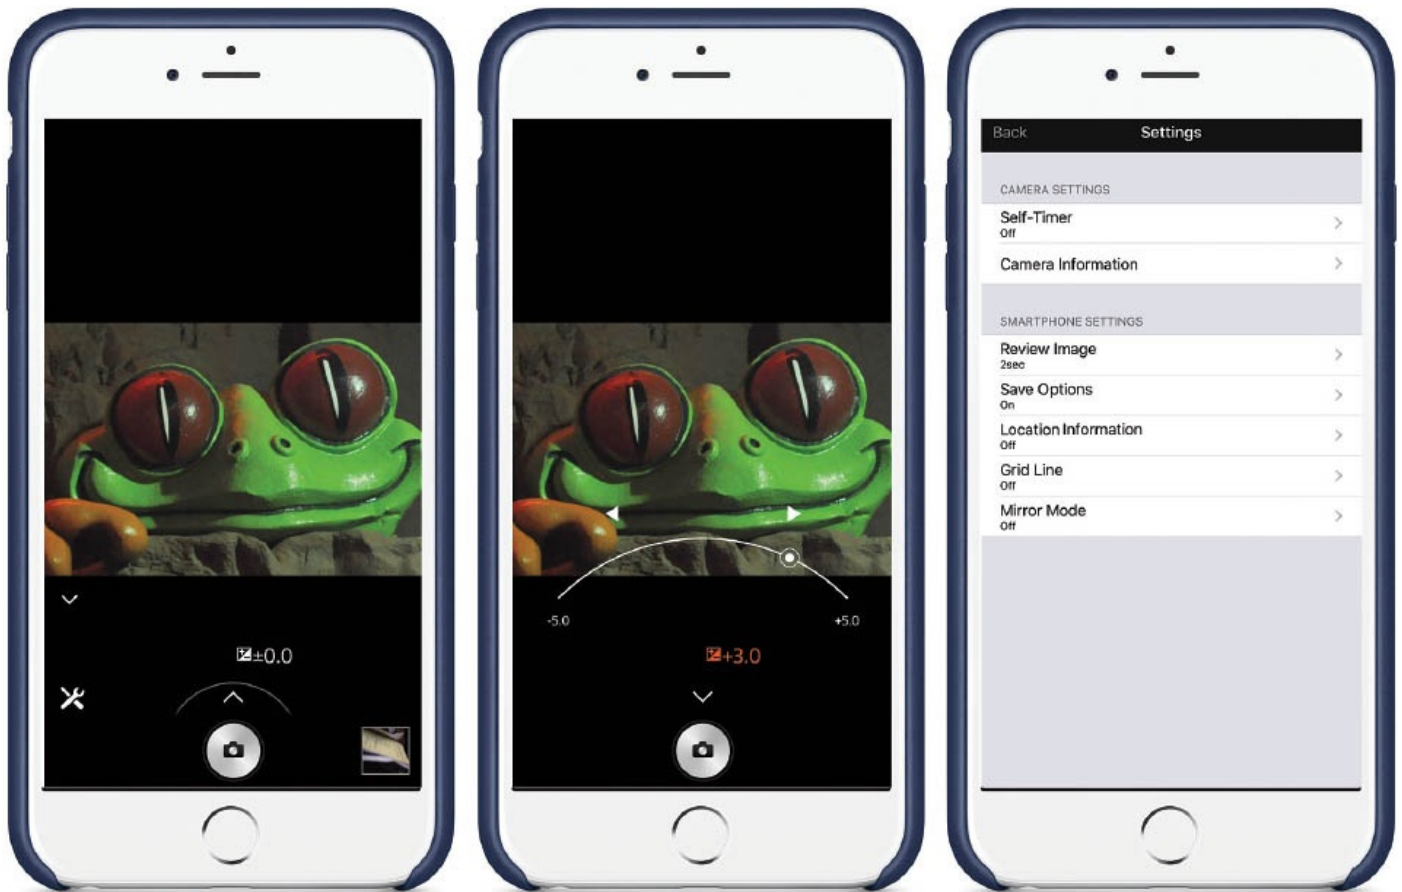 ±0.0
-5.0
+5.0
+3.0
Back
Settings
CAMERA SETTINGS
Self-Timer
Off
Camera Information
SMARTPHONE SETTINGS
Review Image
2sec
Save Options
On
Location Information
Off
Grid Line
Off
Mirror Mode
Off